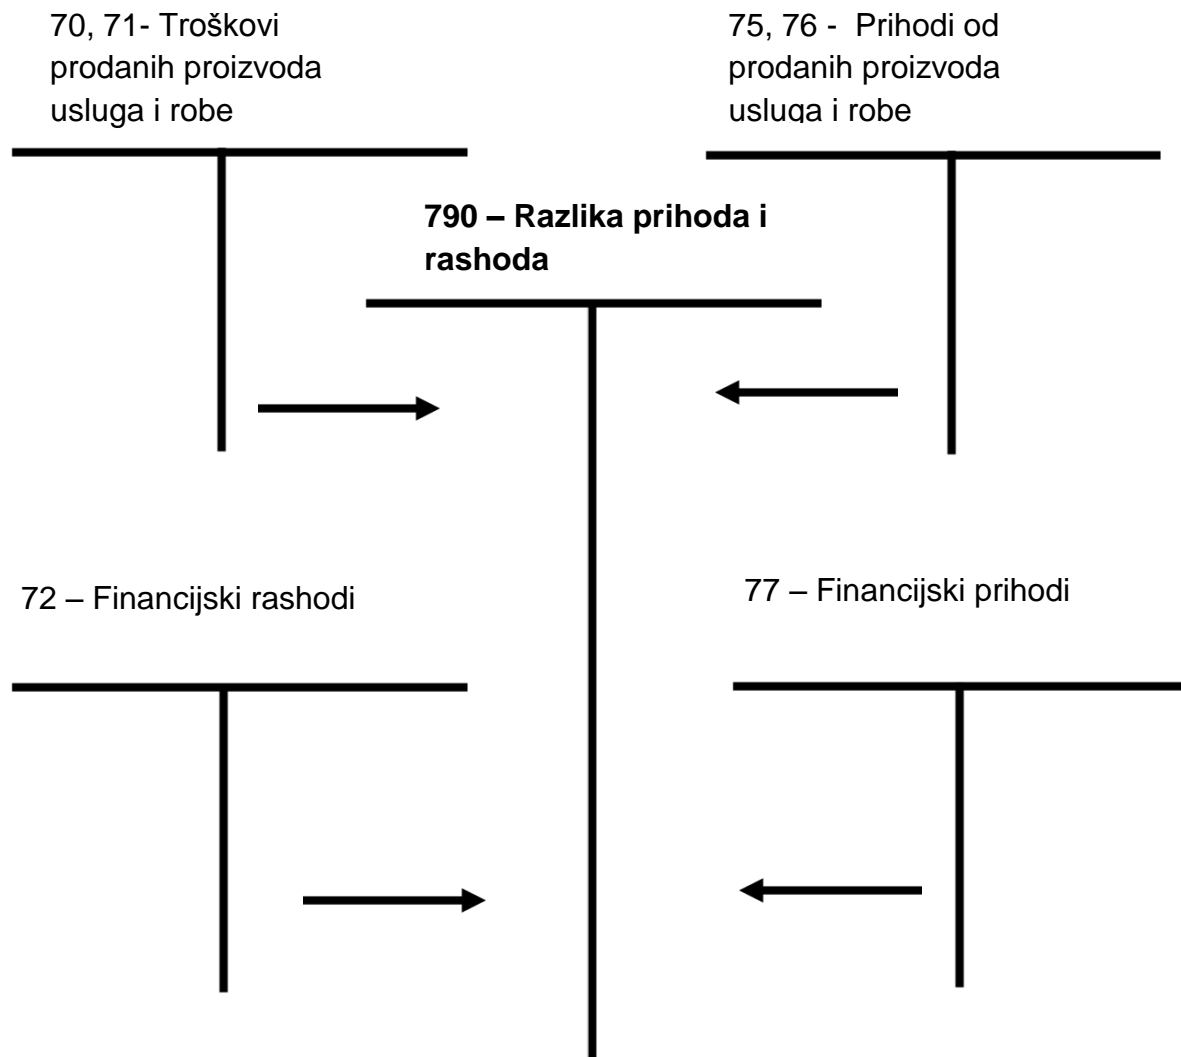 70, 71- Troškovi
prodanih proizvoda
usluga i robe
75, 76 - Prihodi od
prodanih proizvoda
usluga i robe
790 – Razlika prihoda i
rashoda
72 – Financijski rashodi
77 – Financijski prihodi